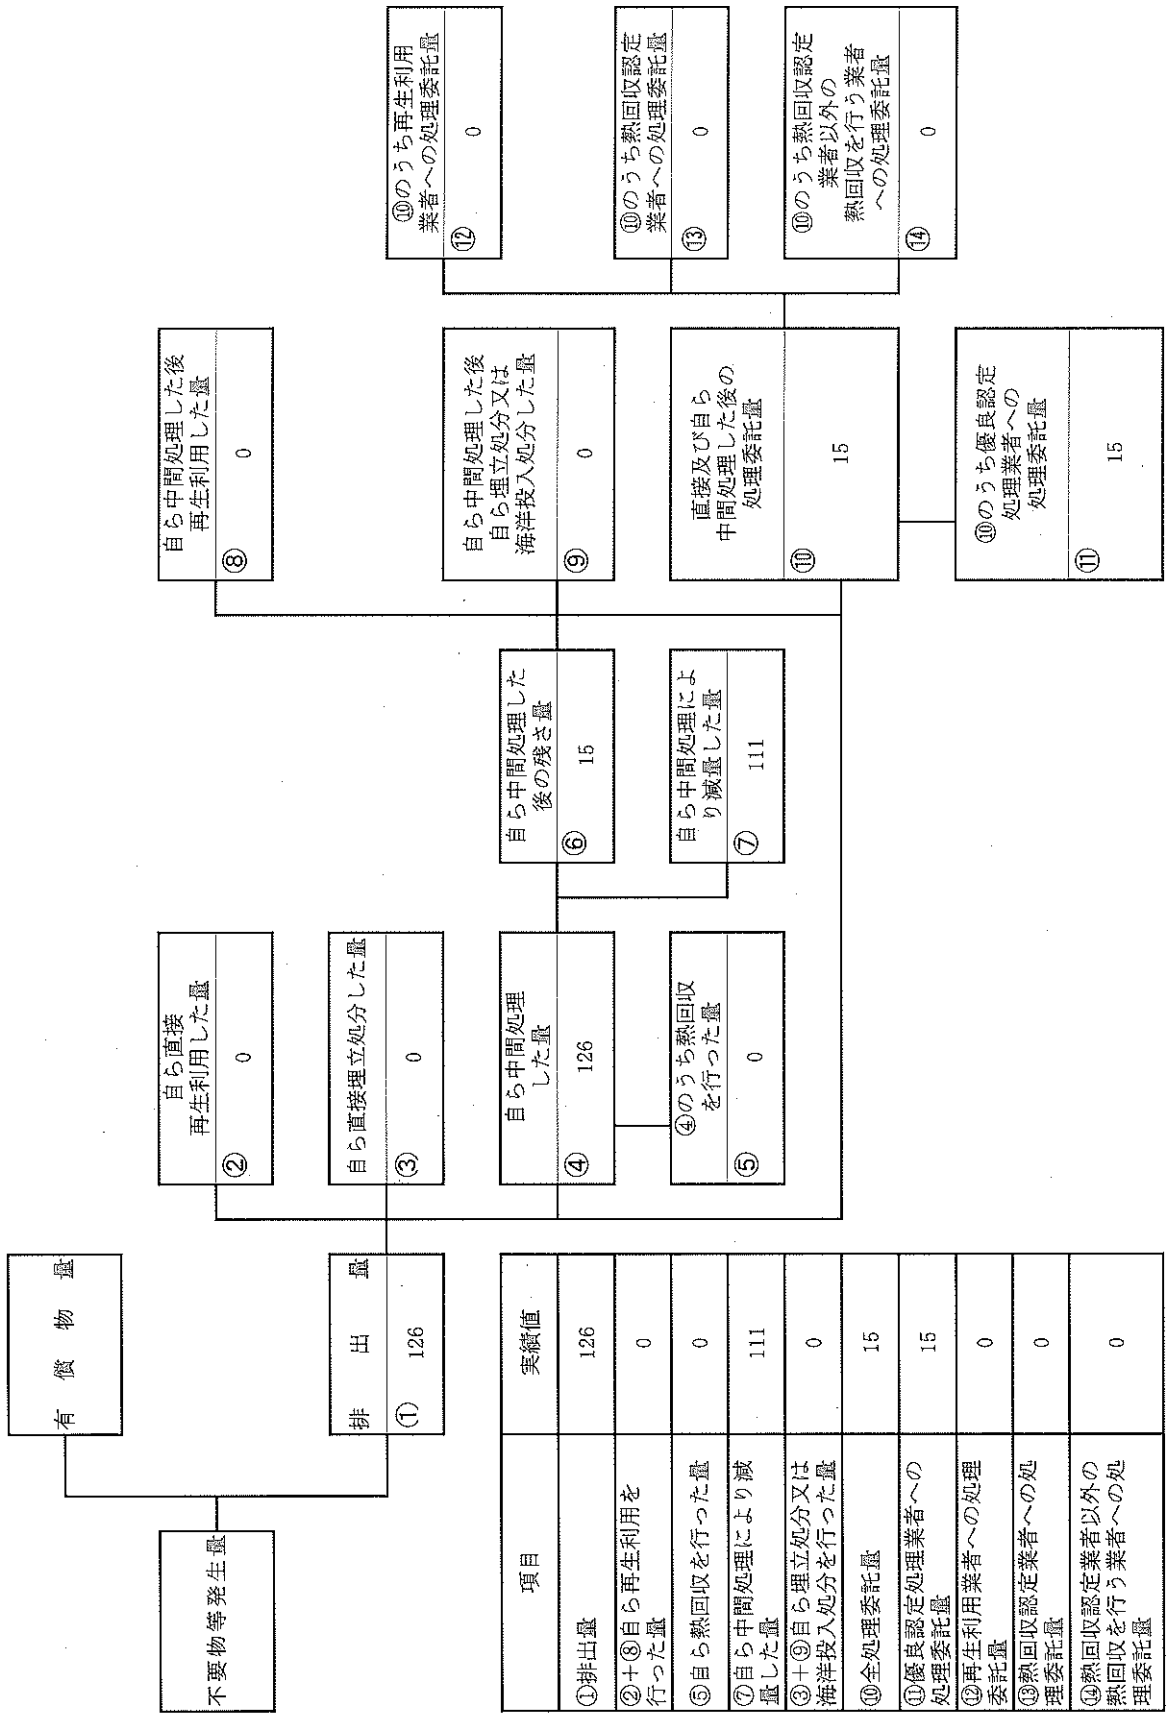 不要物等発生量
有償物量
排出量
① 126
自ら直接
再生利用した量
② 0
自ら直接埋立処分した量
③ 0
自ら中間処理
した量
④ 126
④のうち熱回収
を行った量
⑤ 0
自ら中間処理した
後の残さ量
⑥ 15
自ら中間処理によ
り減量した量
⑦ 111
自ら中間処理した後
再生利用した量
⑧ 0
自ら中間処理した後
自ら埋立処分又は
海洋投入処分した量
⑨ 0
直接及び自ら
中間処理した後の
処理委託量
⑩ 15
⑩のうち優良認定
処理業者への
処理委託量
⑪ 15
⑩のうち再生利用
業者への処理委託量
⑫ 0
⑩のうち熱回収認定
業者への処理委託量
⑬ 0
⑩のうち熱回収認定
業者以外の
熱回収を行う業者
への処理委託量
⑭ 0
項目 実績値
①排出量 126
②+⑧自ら再生利用を
行った量 0
⑤自ら熱回収を行った量 0
⑦自ら中間処理により減
量した量 111
③+⑨自ら埋立処分又は
海洋投入処分を行った量 0
⑩全処理委託量 15
⑪優良認定処理業者への
処理委託量 15
⑫再生利用業者への処理
委託量 0
⑬熱回収認定業者への処
理委託量 0
⑭熱回収認定業者以外の
熱回収を行う業者への処
理委託量 0